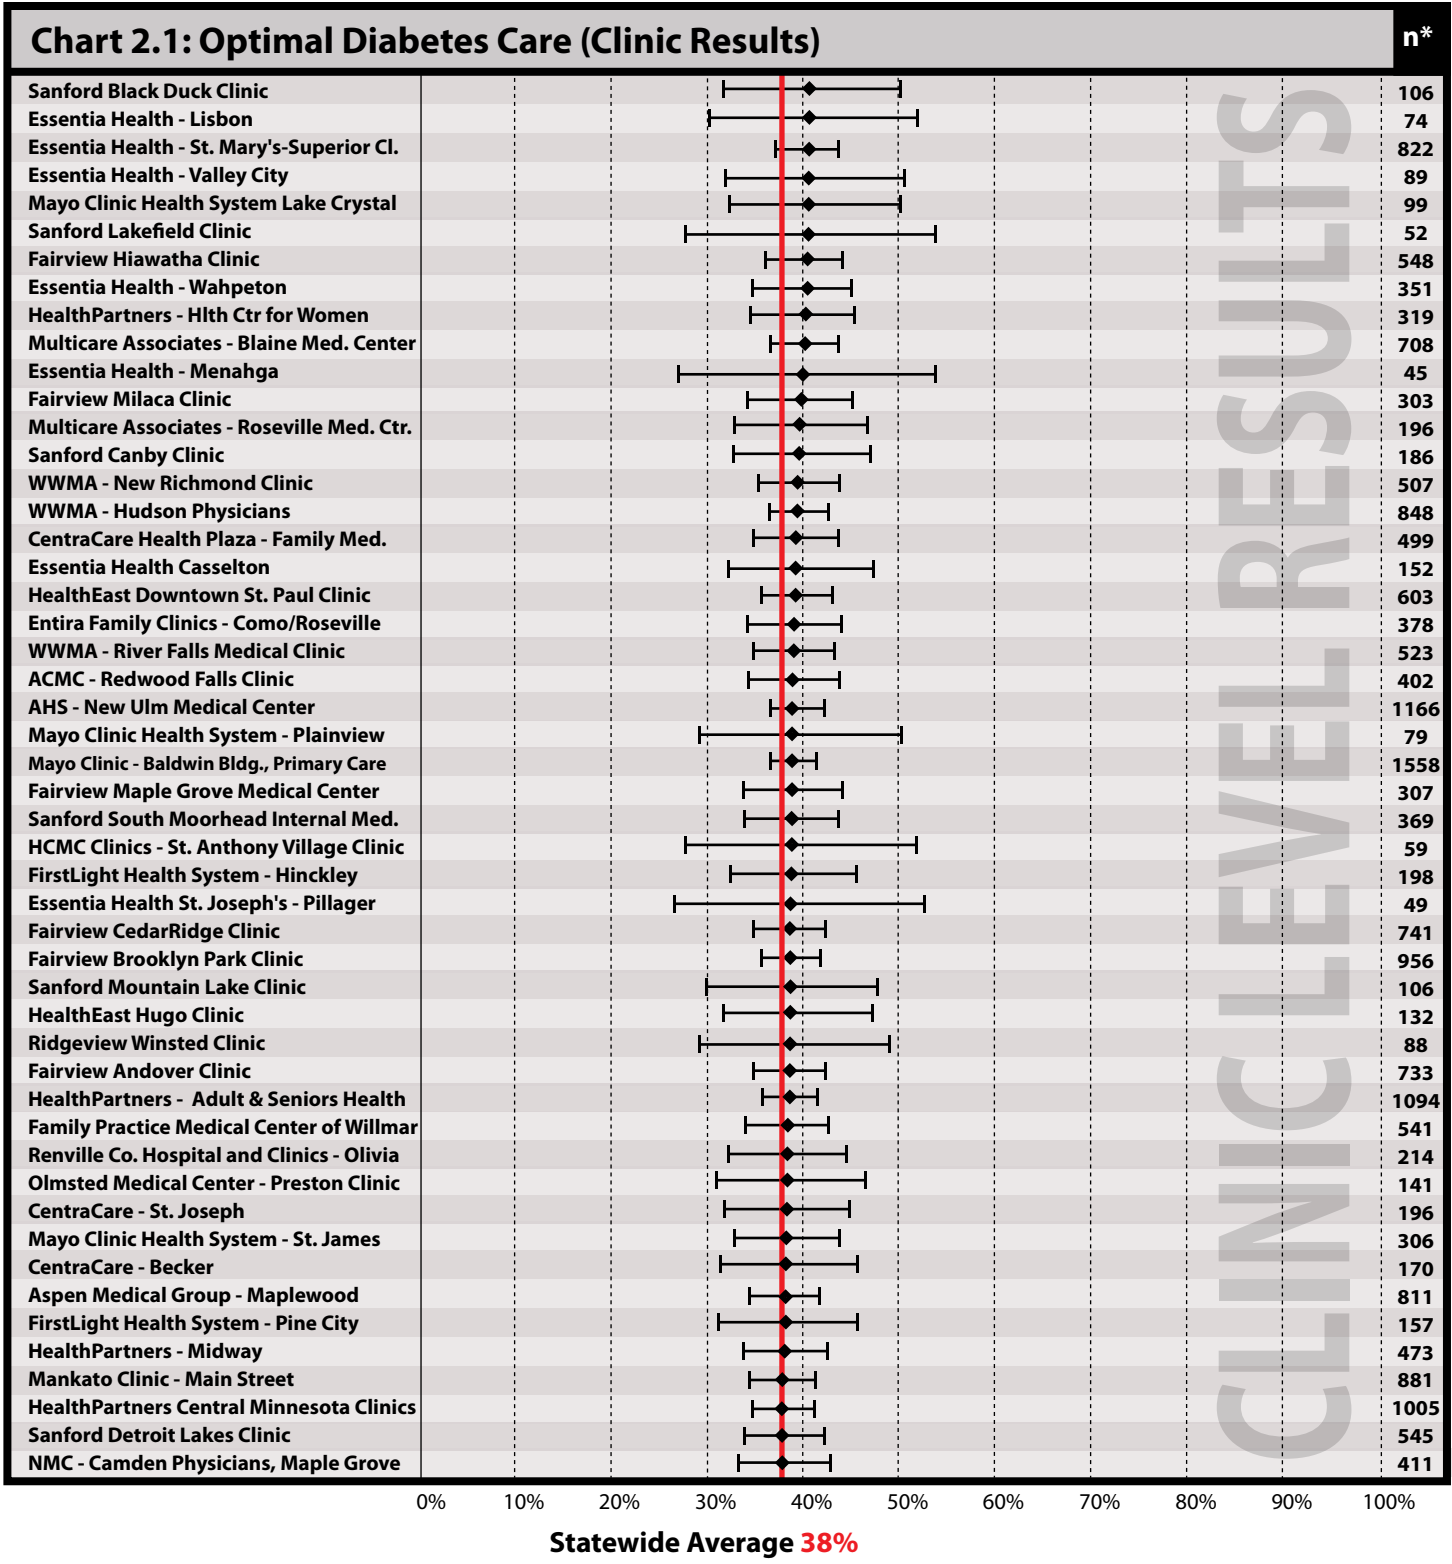 Chart 2.1: Optimal Diabetes Care (Clinic Results) n*
Sanford Black Duck Clinic 106
Essentia Health - Lisbon 74
Essentia Health - St. Mary's-Superior Cl. 822
Essentia Health - Valley City 89
Mayo Clinic Health System Lake Crystal 99
Sanford Lakefield Clinic 52
Fairview Hiawatha Clinic 548
Essentia Health - Wahpeton 351
HealthPartners - Hlth Ctr for Women 319
Multicare Associates - Blaine Med. Center 708
Essentia Health - Menahga 45
Fairview Milaca Clinic 303
Multicare Associates - Roseville Med. Ctr. 196
Sanford Canby Clinic 186
WWMA - New Richmond Clinic 507
WWMA - Hudson Physicians 848
CentraCare Health Plaza - Family Med. 499
Essentia Health Casselton 152
HealthEast Downtown St. Paul Clinic 603
Entira Family Clinics - Como/Roseville 378
WWMA - River Falls Medical Clinic 523
ACMC - Redwood Falls Clinic 402
AHS - New Ulm Medical Center 1166
Mayo Clinic Health System - Plainview 79
Mayo Clinic - Baldwin Bldg., Primary Care 1558
Fairview Maple Grove Medical Center 307
Sanford South Moorhead Internal Med. 369
HCMC Clinics - St. Anthony Village Clinic 59
FirstLight Health System - Hinckley 198
Essentia Health St. Joseph's - Pillager 49
Fairview CedarRidge Clinic 741
Fairview Brooklyn Park Clinic 956
Sanford Mountain Lake Clinic 106
HealthEast Hugo Clinic 132
Ridgeview Winsted Clinic 88
Fairview Andover Clinic 733
HealthPartners - Adult & Seniors Health 1094
Family Practice Medical Center of Willmar 541
Renville Co. Hospital and Clinics - Olivia 214
Olmsted Medical Center - Preston Clinic 141
CentraCare - St. Joseph 196
Mayo Clinic Health System - St. James 306
CentraCare - Becker 170
Aspen Medical Group - Maplewood 811
FirstLight Health System - Pine City 157
HealthPartners - Midway 473
Mankato Clinic - Main Street 881
HealthPartners Central Minnesota Clinics 1005
Sanford Detroit Lakes Clinic 545
NMC - Camden Physicians, Maple Grove 411
CLINIC LEVEL RESULTS
0% 10% 20% 30% 40% 50% 60% 70% 80% 90% 100%
Statewide Average 38%